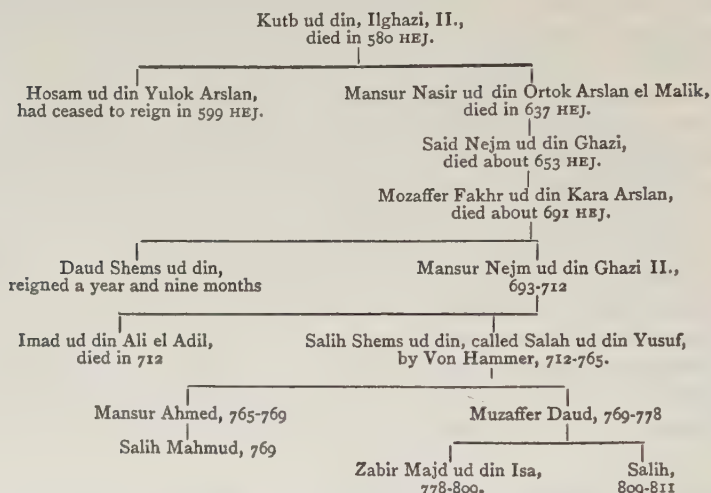 Kutb ud din, Ilghazi, II.,
died in 580 HEJ.
Hosam ud din Yulok Arslan,
had ceased to reign in 599 HEJ.
Mansur Nasir ud din Ortok Arslan el Malik,
died in 637 HEJ.
Said Nejm ud din Ghazi,
died about 653 HEJ.
Mozaffer Fakhr ud din Kara Arslan,
died about 691 HEJ.
Daud Shems ud din,
reigned a year and nine months
Mansur Nejm ud din Ghazi II.,
693-712
Imad ud din Ali el Adil,
died in 712
Salih Shems ud din, called Salah ud din Yusuf,
by Von Hammer, 712-765.
Mansur Ahmed, 765-769
Muzaffer Daud, 769-778
Salih Mahmud, 769
Zabir Majd ud din Isa,
778-809.
Salih,
809-811